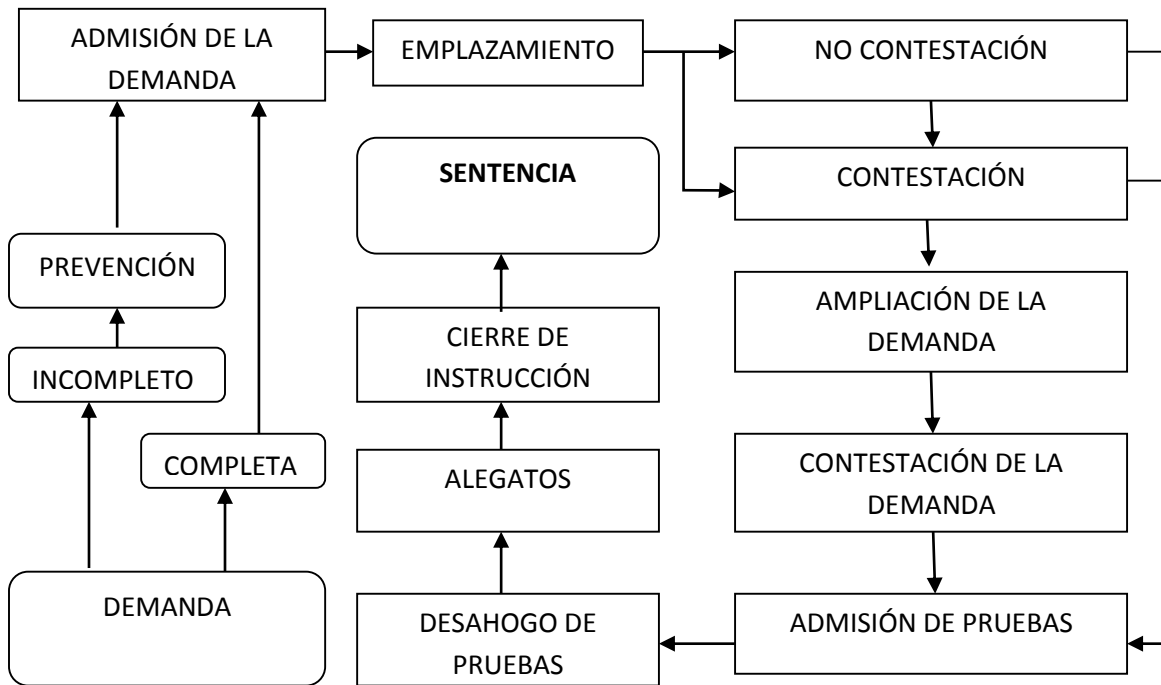 ADMISIÓN DE LA
DEMANDA
EMPLAZAMIENTO
NO CONTESTACIÓN
SENTENCIA
CONTESTACIÓN
PREVENCIÓN
AMPLIACIÓN DE LA
DEMANDA
CIERRE DE
INSTRUCCIÓN
INCOMPLETO
COMPLETA
ALEGATOS
CONTESTACIÓN DE LA
DEMANDA
DEMANDA
DESAHOGO DE
PRUEBAS
ADMISIÓN DE PRUEBAS